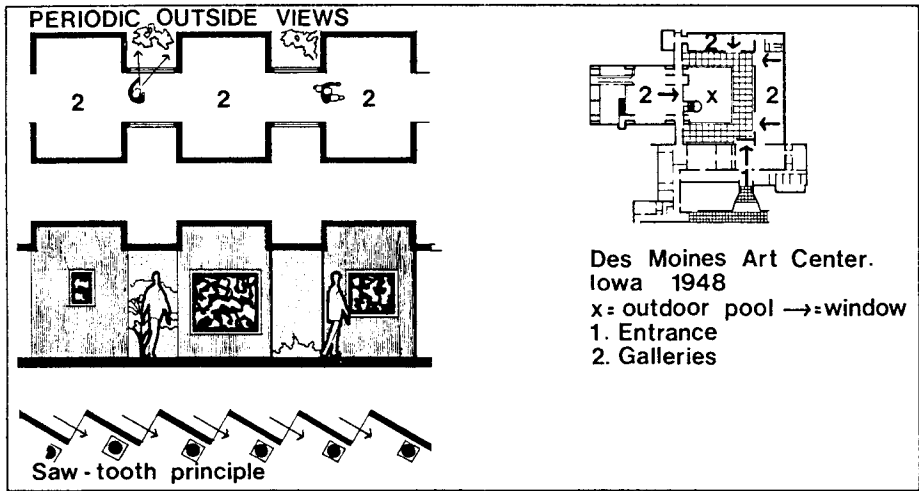 PERIODIC OUTSIDE VIEWS
2 2 2
Saw-tooth principle
2
2 x 2
1
Des Moines Art Center.
Iowa 1948
x = outdoor pool →=window
1. Entrance
2. Galleries